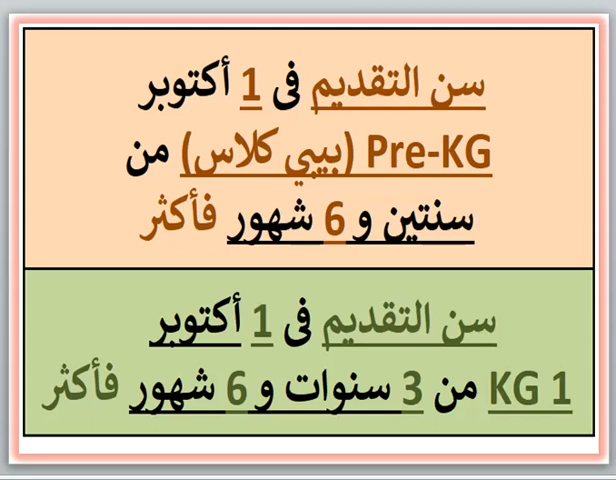 سن التقديم فى 1 أكتوبر
Pre-KG (بيبي كلاس) من
سنتين و 6 شهور فأكثر
سن التقديم فى 1 أكتوبر
KG 1 من 3 سنوات و 6 شهور فأكثر